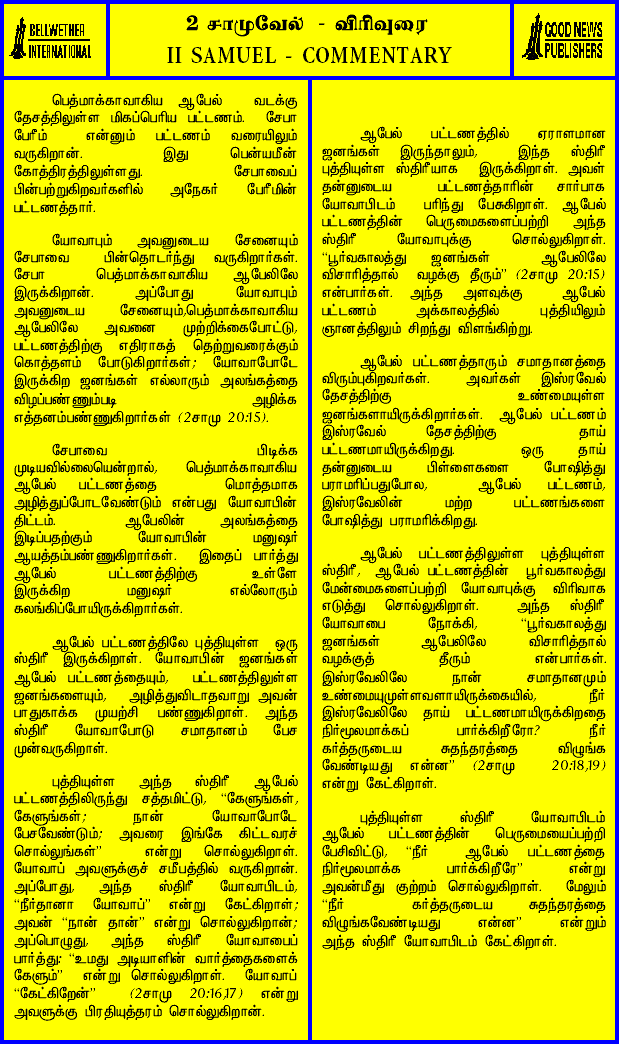 BELLWETHER
INTERNATIONAL
2 சாமுவேல் - விரிவுரை
II SAMUEL - COMMENTARY
GOOD NEWS
PUBLISHERS
பெத்மாக்காவாகிய ஆபேல் வடக்கு
தேசத்திலுள்ள மிகப்பெரிய பட்டணம். சேபா
பேரீம் என்னும் பட்டணம் வரையிலும்
வருகிறான். இது பென்யமீன்
கோத்திரத்திலுள்ளது. சேபாவைப்
பின்பற்றுகிறவர்களில் அநேகர் பேரீமின்
பட்டணத்தார்.
யோவாபும் அவனுடைய சேனையும்
சேபாவை பின்தொடர்ந்து வருகிறார்கள்.
சேபா பெத்மாக்காவாகிய ஆபேலிலே
இருக்கிறான். அப்போது யோவாபும்
அவனுடைய சேனையும்,பெத்மாக்காவாகிய
ஆபேலிலே அவனை முற்றிக்கைபோட்டு,
பட்டணத்திற்கு எதிராகத் தெற்றுவரைக்கும்
கொத்தளம் போடுகிறார்கள்; யோவாபோடே
இருக்கிற ஜனங்கள் எல்லாரும் அலங்கத்தை
விழப்பண்ணும்படி அழிக்க
எத்தனம்பண்ணுகிறார்கள் (2சாமு 20:15).
சேபாவை பிடிக்க
முடியவில்லையென்றால், பெத்மாக்காவாகிய
ஆபேல் பட்டணத்தை மொத்தமாக
அழித்துப்போடவேண்டும் என்பது யோவாபின்
திட்டம். ஆபேலின் அலங்கத்தை
இடிப்பதற்கும் யோவாபின் மனுஷர்
ஆயத்தம்பண்ணுகிறார்கள். இதைப் பார்த்து
ஆபேல் பட்டணத்திற்கு உள்ளே
இருக்கிற மனுஷர் எல்லோரும்
கலங்கிப்போயிருக்கிறார்கள்.
ஆபேல் பட்டணத்திலே புத்தியுள்ள ஒரு
ஸ்திரீ இருக்கிறாள். யோவாபின் ஜனங்கள்
ஆபேல் பட்டணத்தையும், பட்டணத்திலுள்ள
ஜனங்களையும், அழித்துவிடாதவாறு அவன்
பாதுகாக்க முயற்சி பண்ணுகிறாள். அந்த
ஸ்திரீ யோவாபோடு சமாதானம் பேச
முன்வருகிறாள்.
புத்தியுள்ள அந்த ஸ்திரீ ஆபேல்
பட்டணத்திலிருந்து சத்தமிட்டு, “கேளுங்கள்,
கேளுங்கள்; நான் யோவாபோடே
பேசவேண்டும்; அவரை இங்கே கிட்டவரச்
சொல்லுங்கள்” என்று சொல்லுகிறாள்.
யோவாப் அவளுக்குச் சமீபத்தில் வருகிறான்.
அப்போது, அந்த ஸ்திரீ யோவாபிடம்,
“நீர்தானா யோவாப்” என்று கேட்கிறாள்;
அவன் “நான் தான்” என்று சொல்லுகிறான்;
அப்பொழுது, அந்த ஸ்திரீ யோவாபைப்
பார்த்து: “உமது அடியாளின் வார்த்தைகளைக்
கேளும்” என்று சொல்லுகிறாள். யோவாப்
“கேட்கிறேன்” (2சாமு 20:16,17) என்று
அவளுக்கு பிரதியுத்தரம் சொல்லுகிறான்.
ஆபேல் பட்டணத்தில் ஏராளமான
ஜனங்கள் இருந்தாலும், இந்த ஸ்திரீ
புத்தியுள்ள ஸ்திரீயாக இருக்கிறாள். அவள்
தன்னுடைய பட்டணத்தாரின் சார்பாக
யோவாபிடம் பரிந்து பேசுகிறாள். ஆபேல்
பட்டணத்தின் பெருமைகளைப்பற்றி அந்த
ஸ்திரீ யோவாபுக்கு சொல்லுகிறாள்.
“பூர்வகாலத்து ஜனங்கள் ஆபேலிலே
விசாரித்தால் வழக்கு தீரும்” (2சாமு 20:15)
என்பார்கள். அந்த அளவுக்கு ஆபேல்
பட்டணம் அக்காலத்தில் புத்தியிலும்
ஞானத்திலும் சிறந்து விளங்கிற்று.
ஆபேல் பட்டணத்தாரும் சமாதானத்தை
விரும்புகிறவர்கள். அவர்கள் இஸ்ரவேல்
தேசத்திற்கு உண்மையுள்ள
ஜனங்களாயிருக்கிறார்கள். ஆபேல் பட்டணம்
இஸ்ரவேல் தேசத்திற்கு தாய்
பட்டணமாயிருக்கிறது. ஒரு தாய்
தன்னுடைய பிள்ளைகளை போஷித்து
பராமரிப்பதுபோல, ஆபேல் பட்டணம்,
இஸ்ரவேலின் மற்ற பட்டணங்களை
போஷித்து பராமரிக்கிறது.
ஆபேல் பட்டணத்திலுள்ள புத்தியுள்ள
ஸ்திரீ, ஆபேல் பட்டணத்தின் பூர்வகாலத்து
மேன்மைகளைப்பற்றி யோவாபுக்கு விரிவாக
எடுத்து சொல்லுகிறாள். அந்த ஸ்திரீ
யோவாபை நோக்கி, “பூர்வகாலத்து
ஜனங்கள் ஆபேலிலே விசாரித்தால்
வழக்குத் தீரும் என்பார்கள்.
இஸ்ரவேலிலே நான் சமாதானமும்
உண்மையுமுள்ளவளாயிருக்கையில், நீர்
இஸ்ரவேலிலே தாய் பட்டணமாயிருக்கிறதை
நிர்மூலமாக்கப் பார்க்கிறீரோ? நீர்
கர்த்தருடைய சுதந்தரத்தை விழுங்க
வேண்டியது என்ன” (2சாமு 20:18,19)
என்று கேட்கிறாள்.
புத்தியுள்ள ஸ்திரீ யோவாபிடம்
ஆபேல் பட்டணத்தின் பெருமையைப்பற்றி
பேசிவிட்டு, “நீர் ஆபேல் பட்டணத்தை
நிர்மூலமாக்க பார்க்கிறீரே” என்று
அவன்மீது குற்றம் சொல்லுகிறாள். மேலும்
“நீர் கர்த்தருடைய சுதந்தரத்தை
விழுங்கவேண்டியது என்ன” என்றும்
அந்த ஸ்திரீ யோவாபிடம் கேட்கிறாள்.